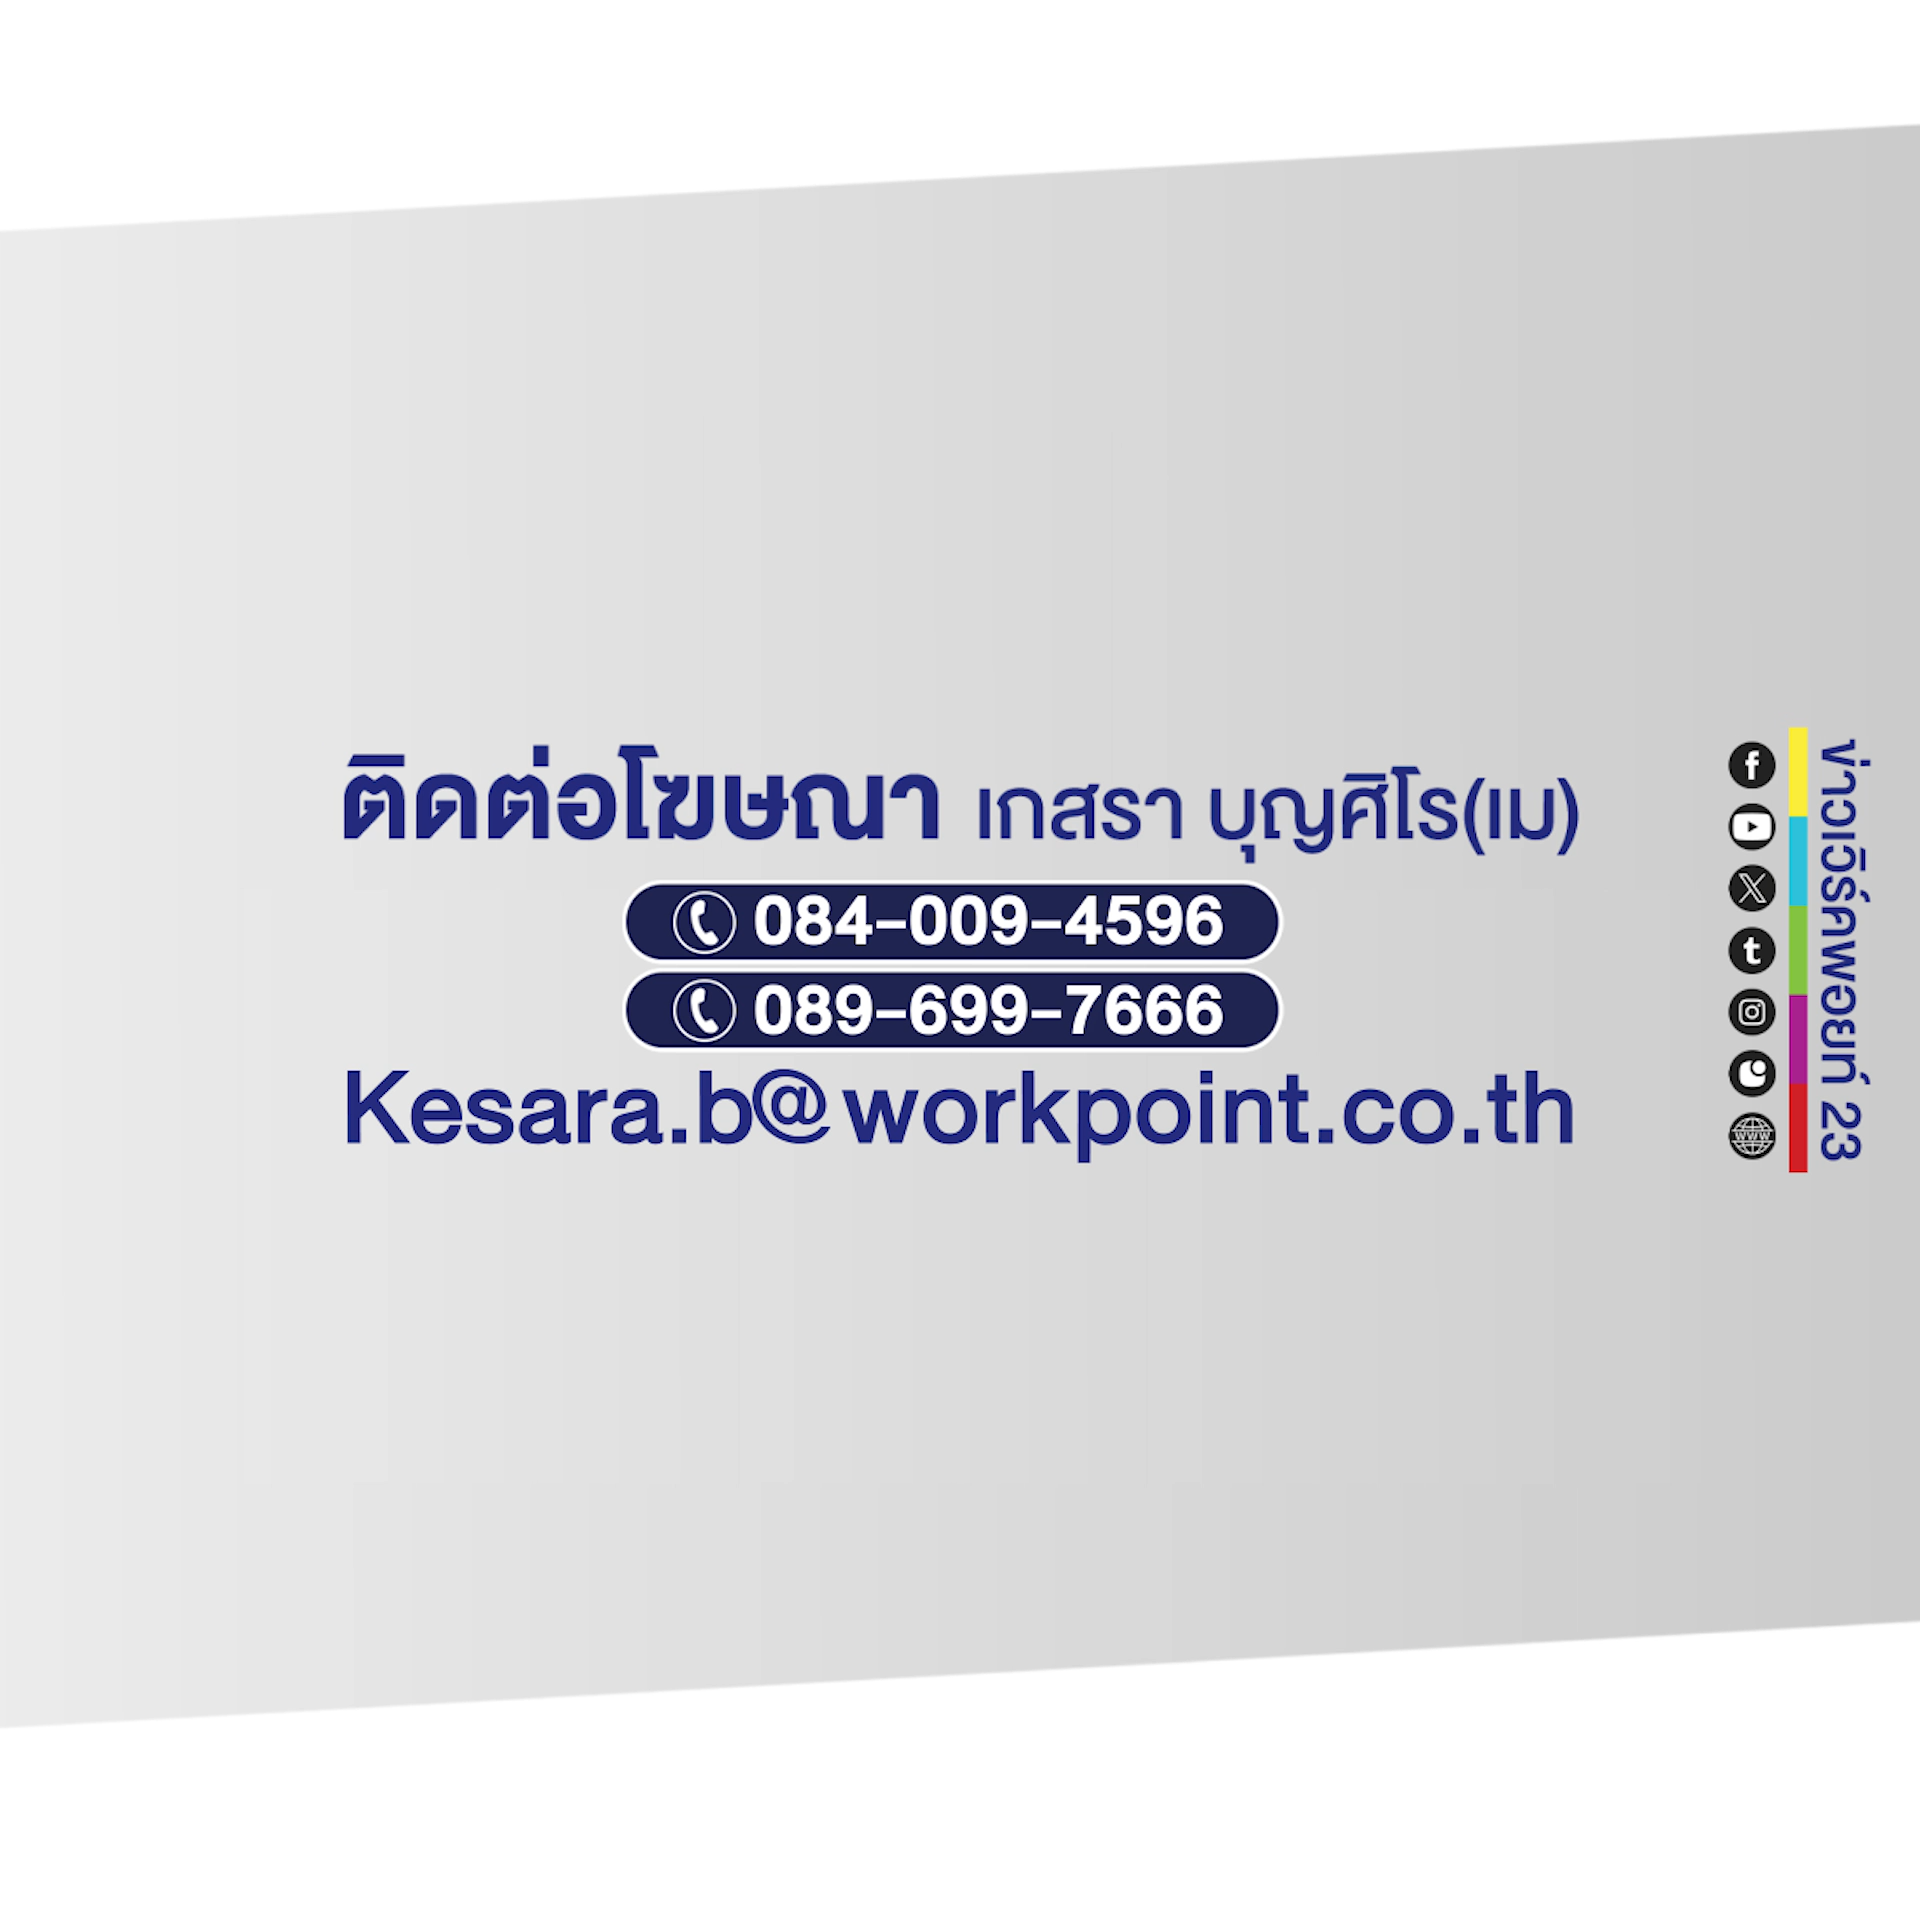 ติดต่อโฆษณา เกสรา บุญศิโร(เม)
084-009-4596
089-699-7666
Kesara.b@workpoint.co.th
ข่าวเวิร์คพอยท์ 23